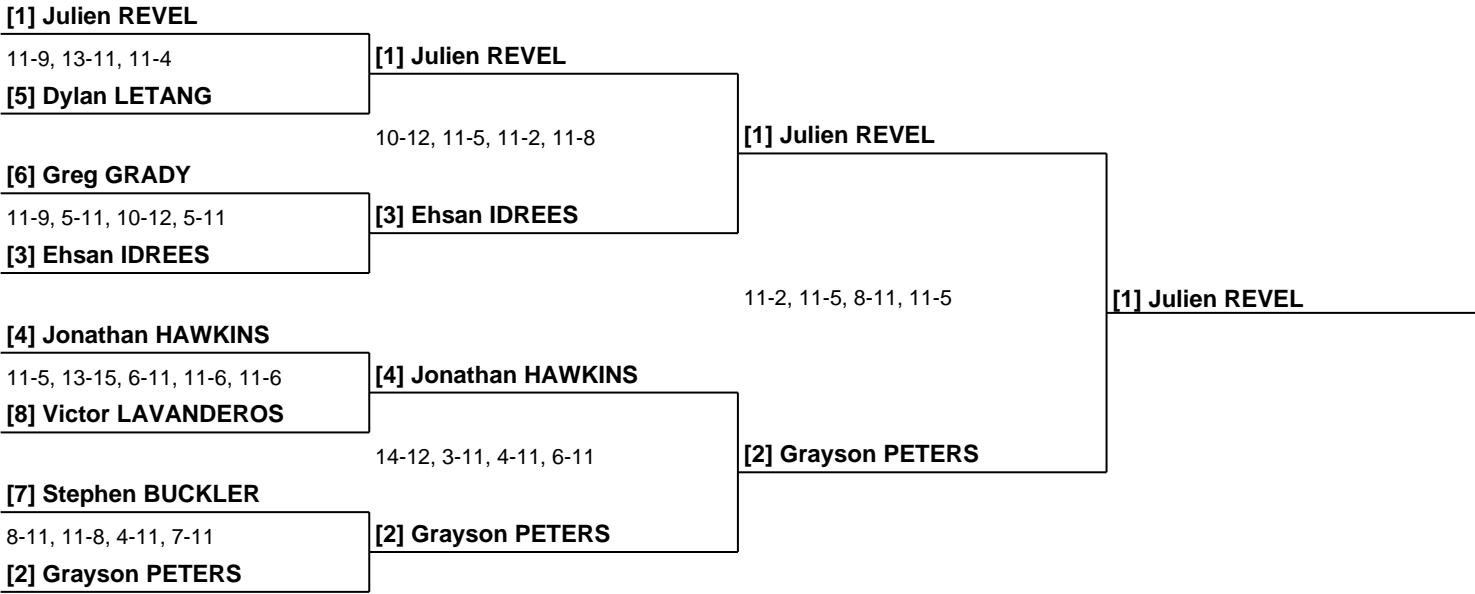 [1] Julien REVEL
11-9, 13-11, 11-4
[5] Dylan LETANG
[6] Greg GRADY
11-9, 5-11, 10-12, 5-11
[3] Ehsan IDREES
[4] Jonathan HAWKINS
11-5, 13-15, 6-11, 11-6, 11-6
[8] Victor LAVANDEROS
[7] Stephen BUCKLER
8-11, 11-8, 4-11, 7-11
[2] Grayson PETERS
[1] Julien REVEL
10-12, 11-5, 11-2, 11-8
[3] Ehsan IDREES
[4] Jonathan HAWKINS
14-12, 3-11, 4-11, 6-11
[2] Grayson PETERS
[1] Julien REVEL
11-2, 11-5, 8-11, 11-5
[2] Grayson PETERS
[1] Julien REVEL